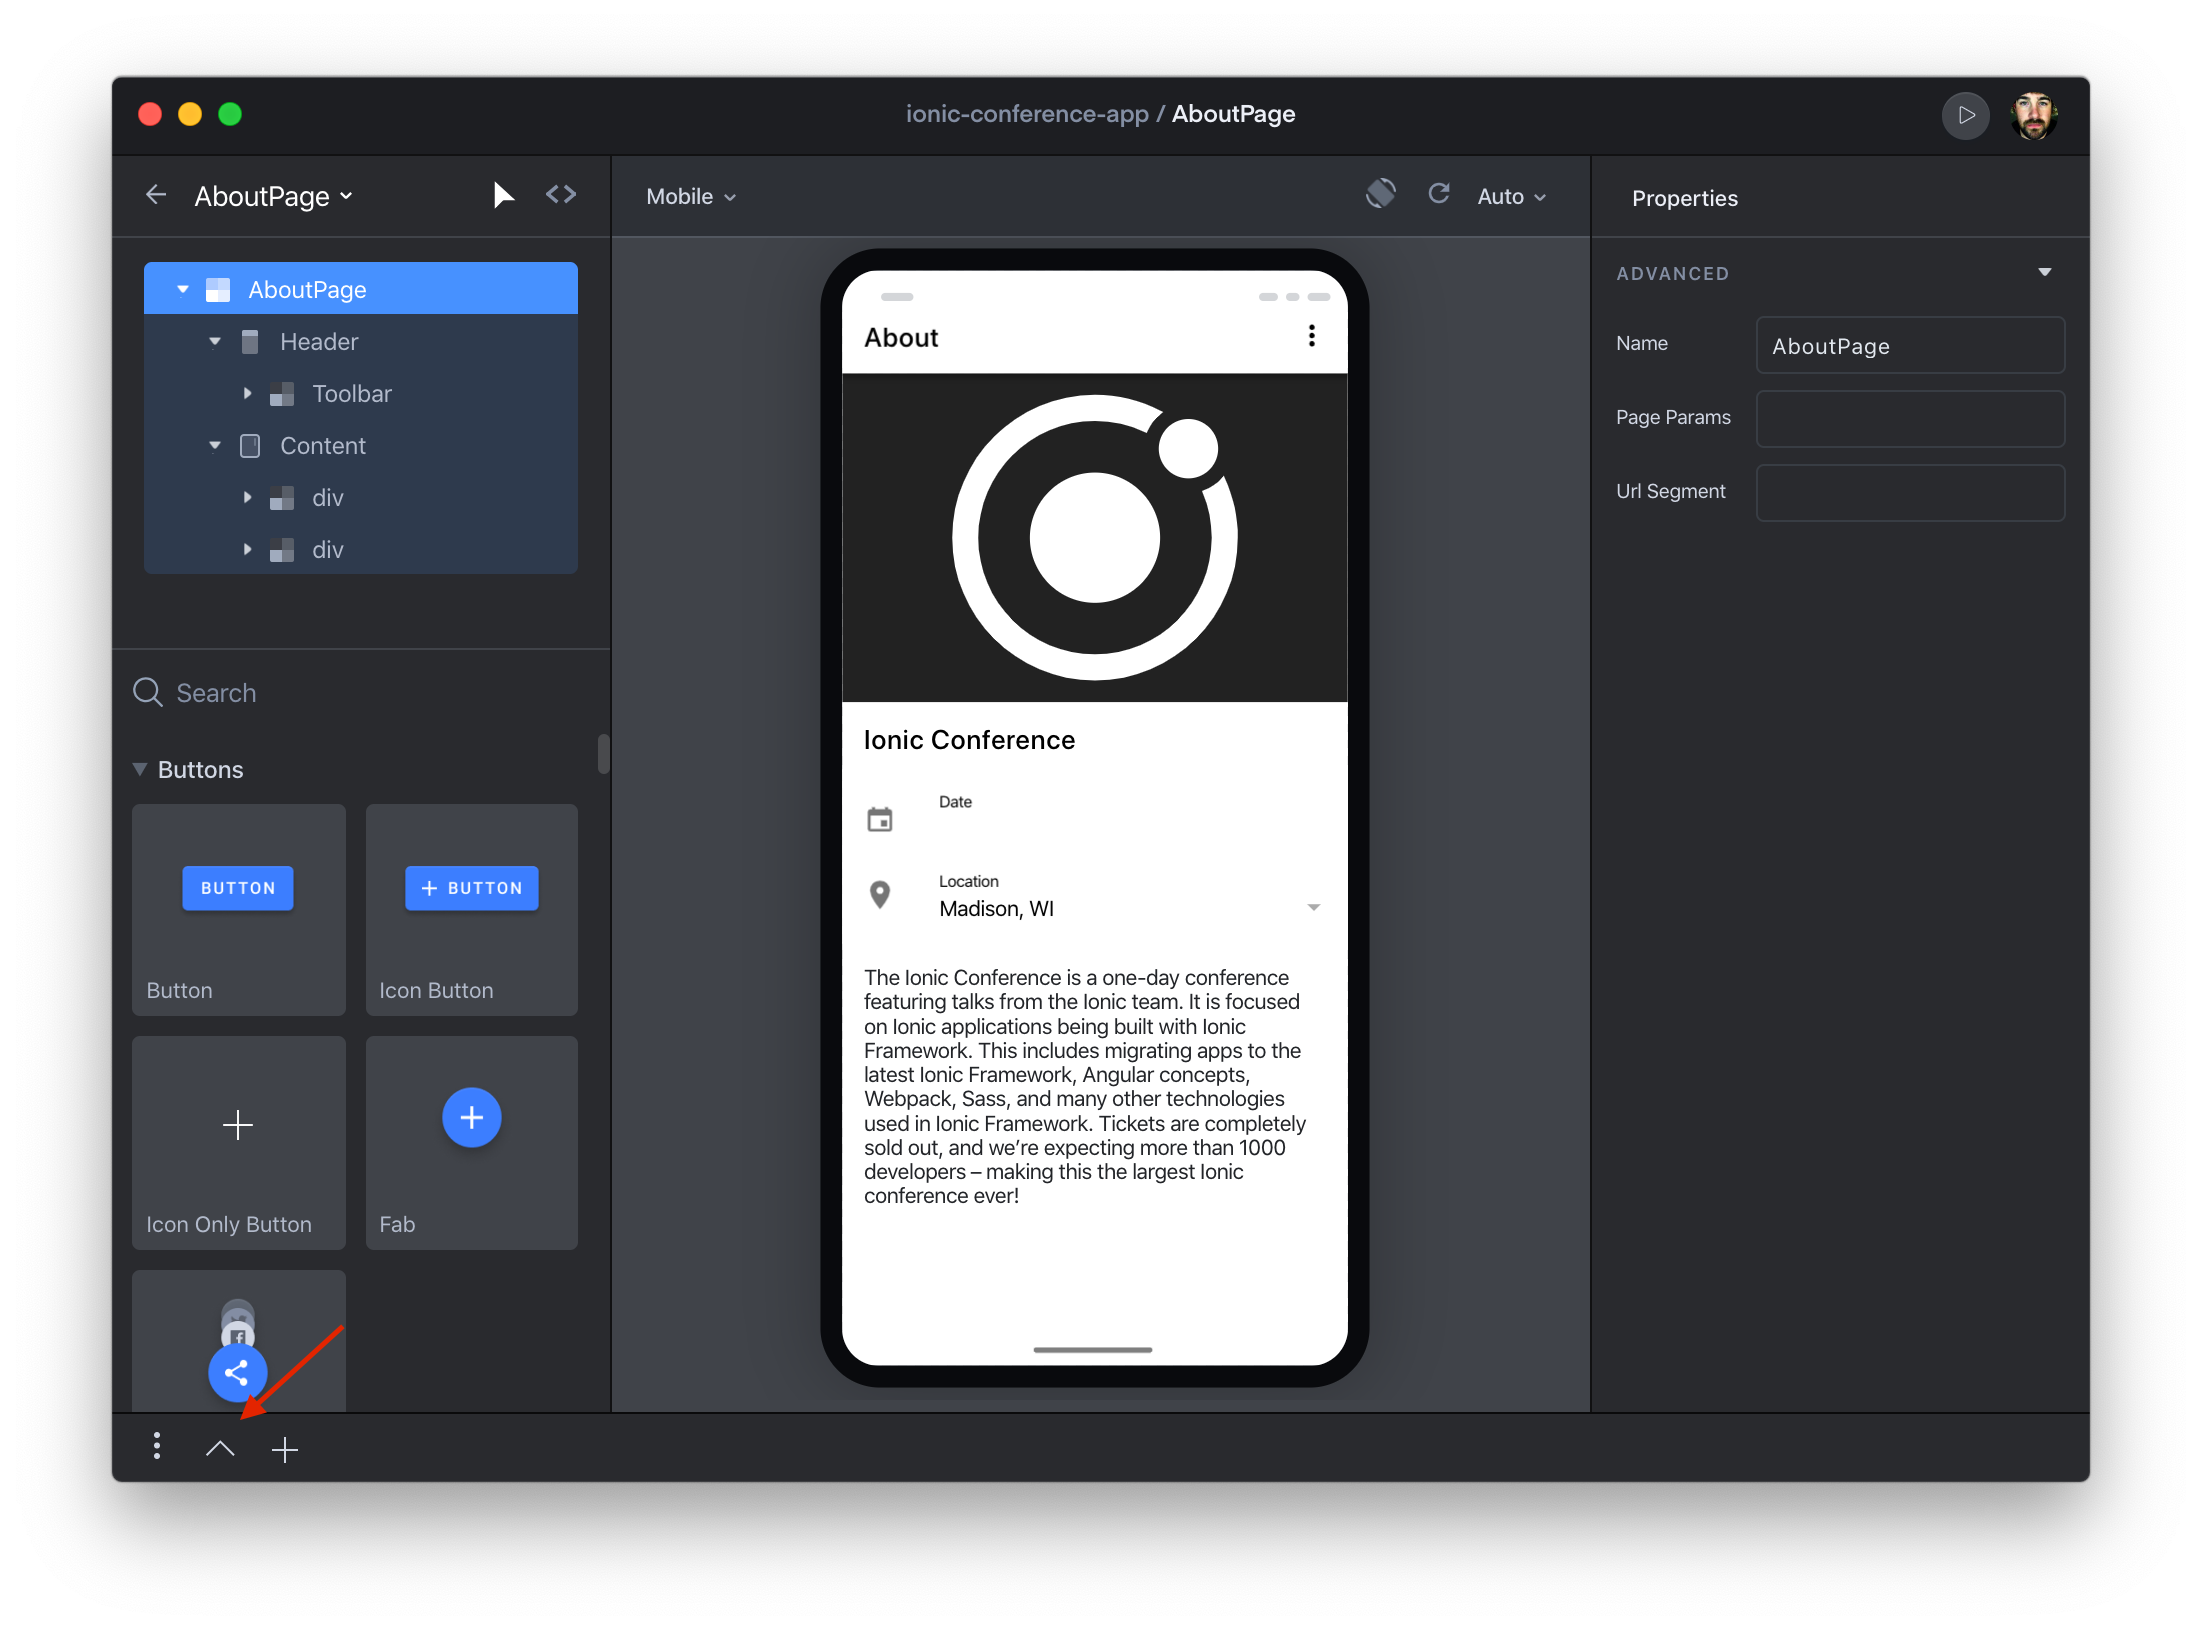 ionic-conference-app / AboutPage
AboutPage
Mobile
Auto
Properties
AboutPage
Header
Toolbar
Content
div
div
Search
Buttons
BUTTON
Button
BUTTON
Icon Button
Icon Only Button
Fab
About
Ionic Conference
Date
Location
Madison, WI
The Ionic Conference is a one-day conference
featuring talks from the Ionic team. It is focused
on Ionic applications being built with Ionic
Framework. This includes migrating apps to the
latest Ionic Framework, Angular concepts,
Webpack, Sass, and many other technologies
used in Ionic Framework. Tickets are completely
sold out, and we’re expecting more than 1000
developers – making this the largest Ionic
conference ever!
ADVANCED
Name
AboutPage
Page Params
Url Segment